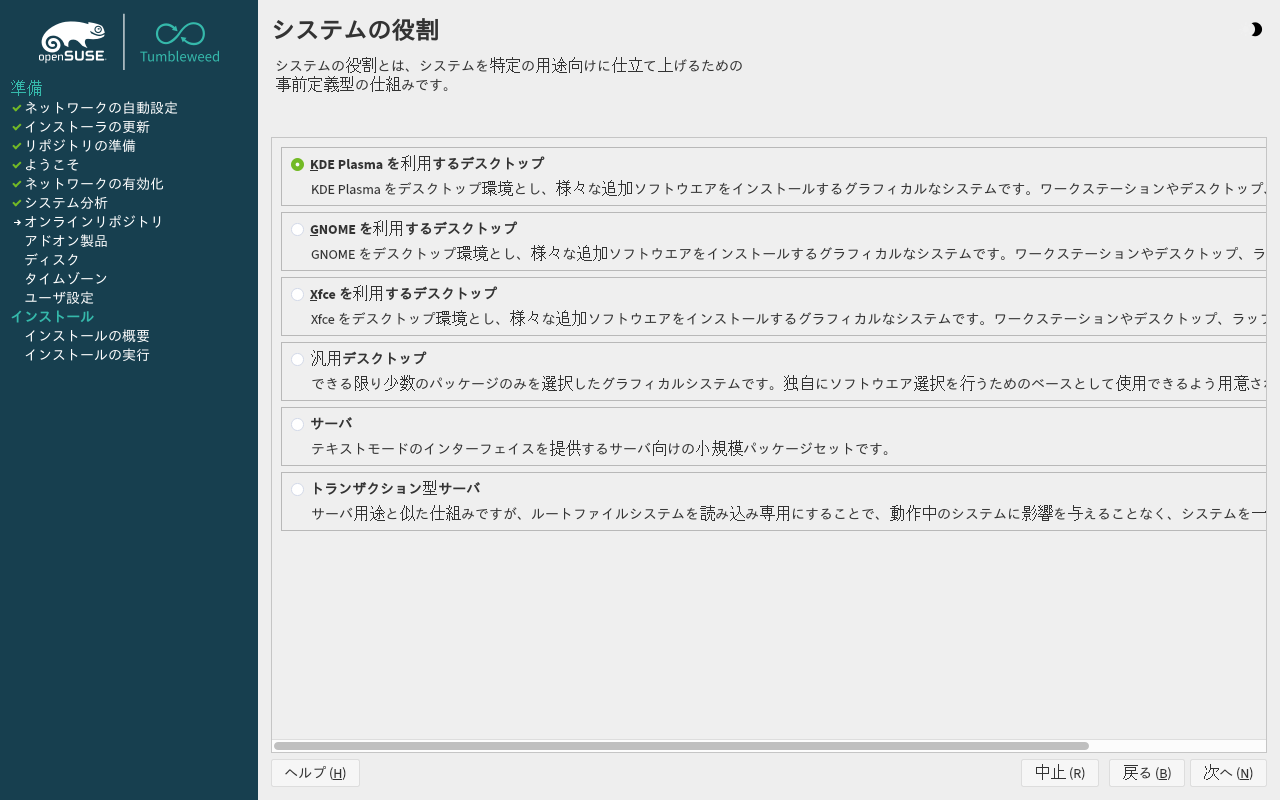 openSUSE
Tumbleweed
準備
ネットワークの自動設定
インストーラの更新
リポジトリの準備
ようこそ
ネットワークの有効化
システム分析
オンラインリポジトリ
アドオン製品
ディスク
タイムゾーン
ユーザ設定
インストール
インストールの概要
インストールの実行
システムの役割
システムの役割とは、システムを特定の用途向けに仕立て上げるための
事前定義型の仕組みです。
KDE Plasma を利用するデスクトップ
KDE Plasma をデスクトップ環境とし、様々な追加ソフトウエアをインストールするグラフィカルなシステムです。ワークステーションやデスクトップ、
GNOME を利用するデスクトップ
GNOME をデスクトップ環境とし、様々な追加ソフトウエアをインストールするグラフィカルなシステムです。ワークステーションやデスクトップ、ラ
Xfce を利用するデスクトップ
Xfce をデスクトップ環境とし、様々な追加ソフトウエアをインストールするグラフィカルなシステムです。ワークステーションやデスクトップ、ラップ
汎用デスクトップ
できる限り少数のパッケージのみを選択したグラフィカルシステムです。独自にソフトウエア選択を行うためのベースとして使用できるよう用意さ
サーバ
テキストモードのインターフェイスを提供するサーバ向けの小規模パッケージセットです。
トランザクション型サーバ
サーバ用途と似た仕組みですが、ルートファイルシステムを読み込み専用にすることで、動作中のシステムに影響を与えることなく、システムを一
ヘルプ (H)
中止 (R)
戻る (B)
次へ (N)